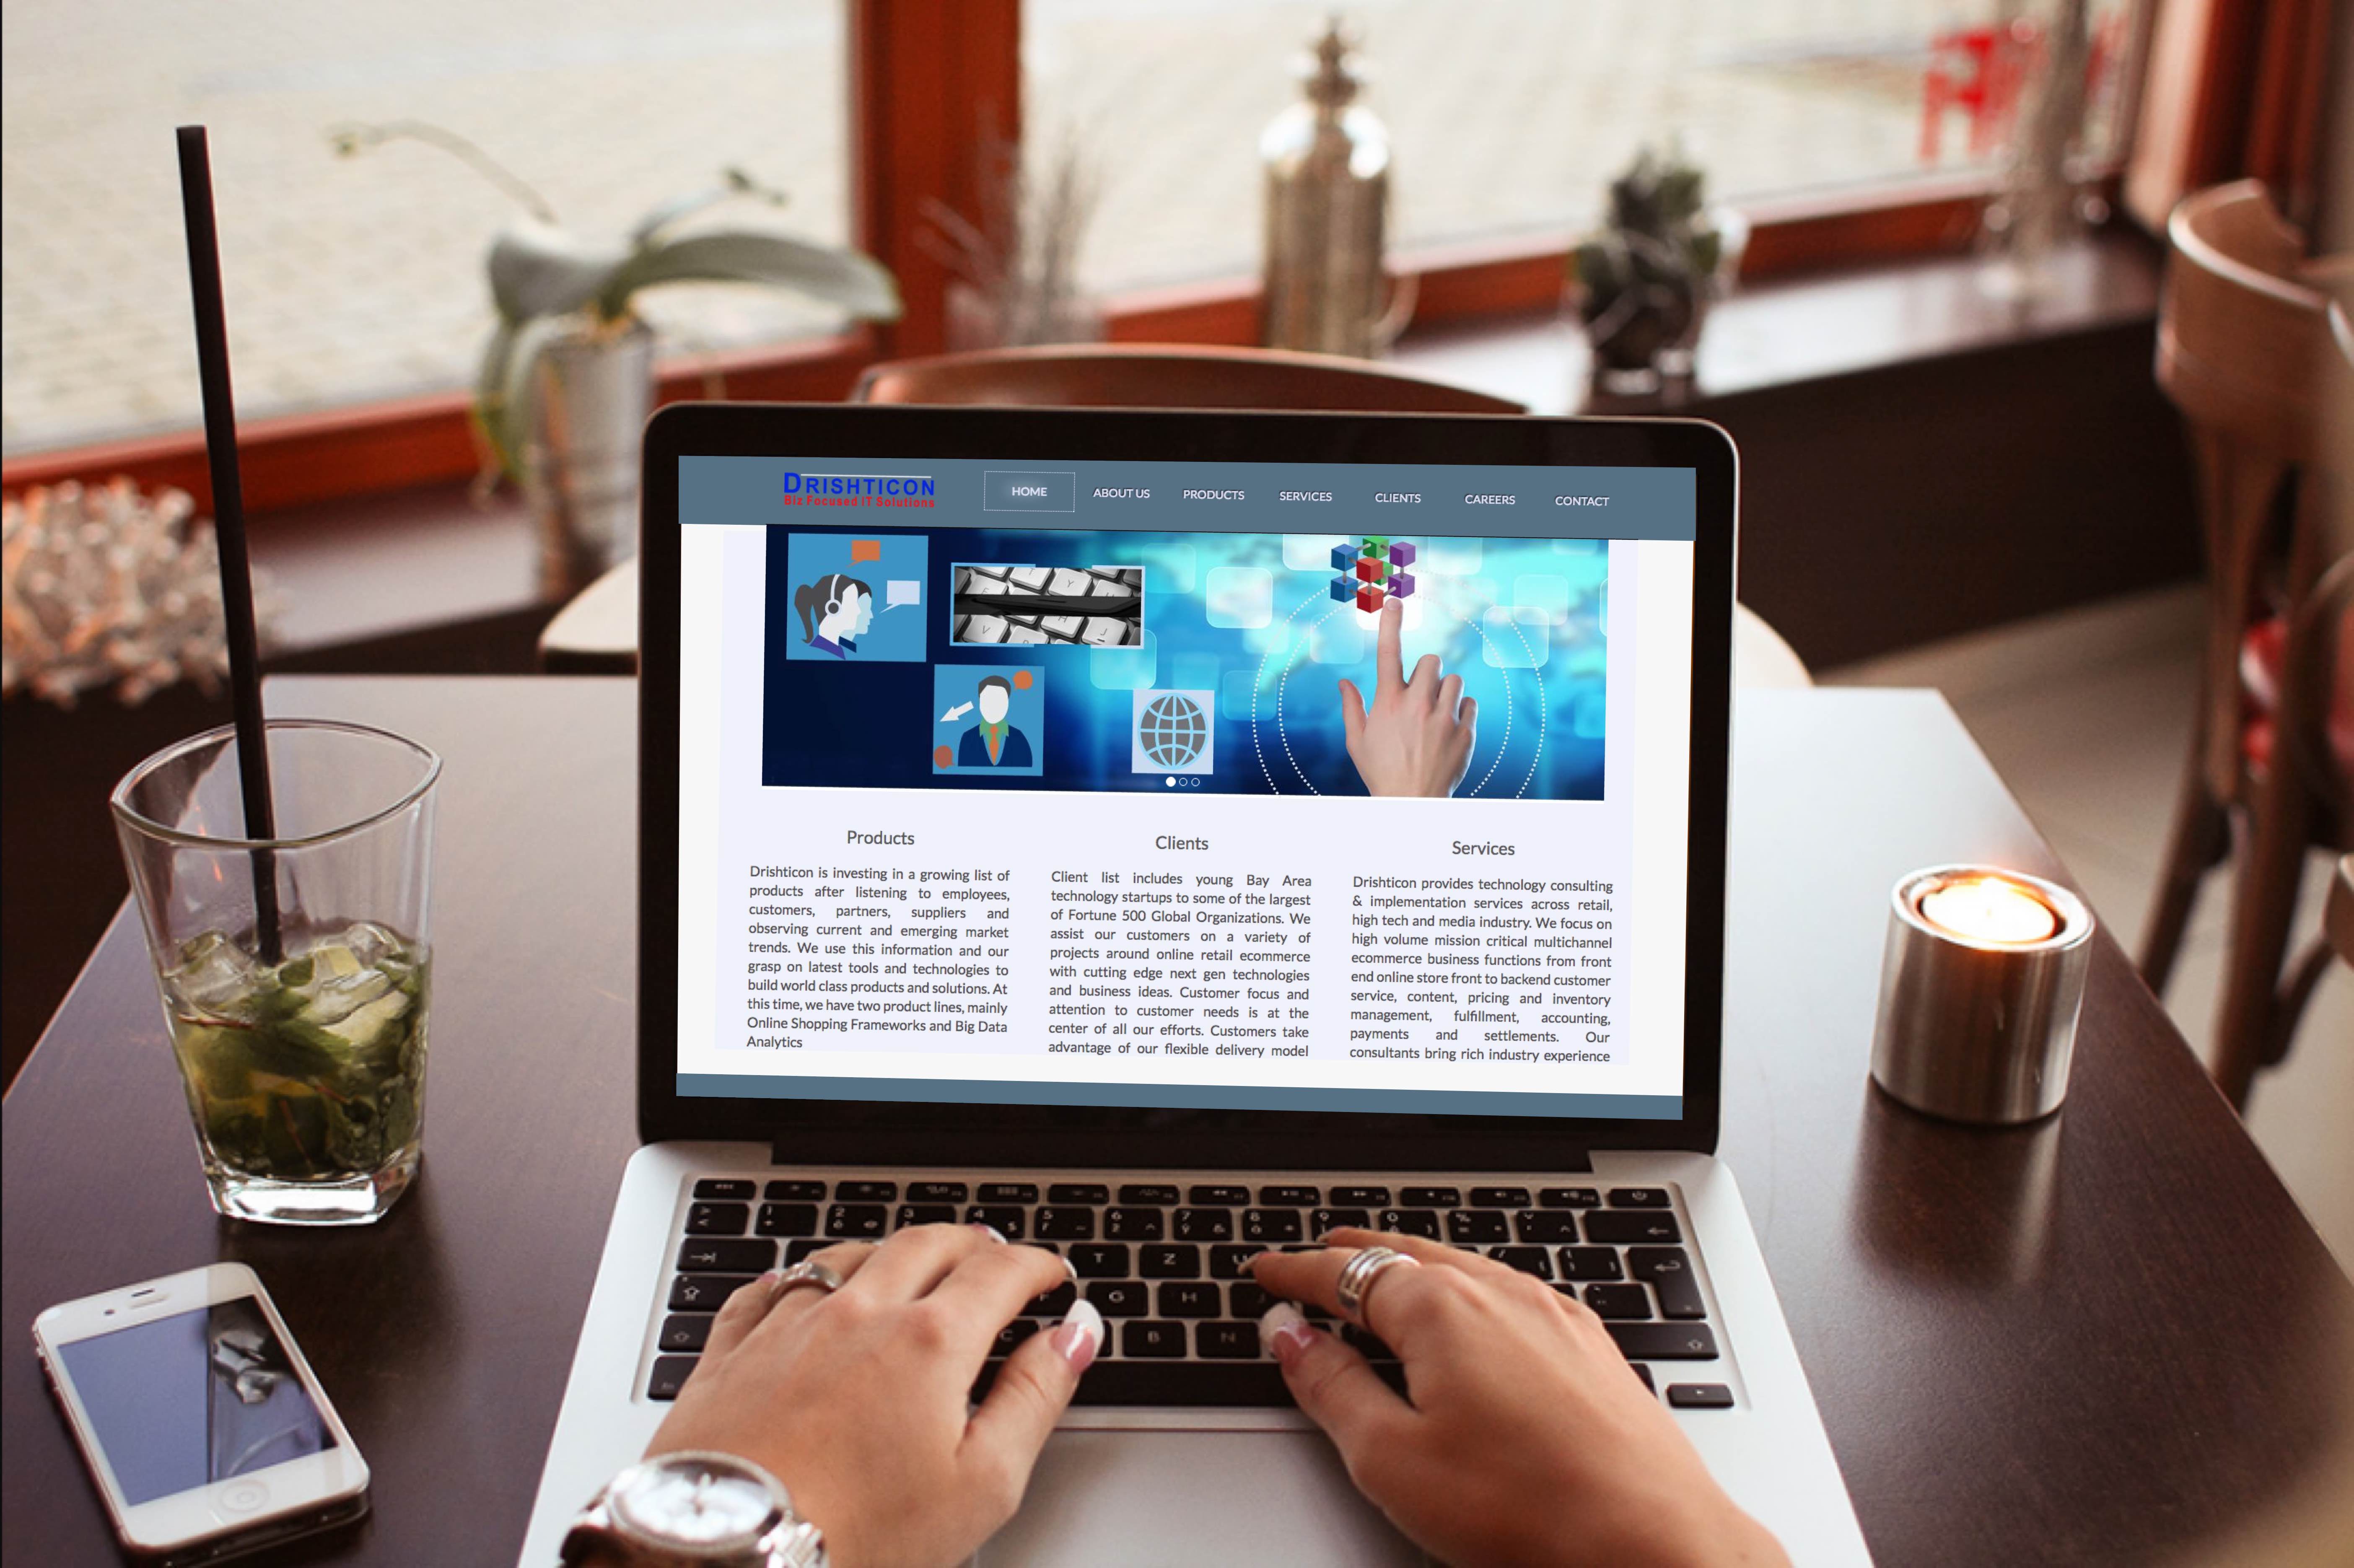 DRISHTICON
Biz Focused IT Solutions
HOME ABOUT US PRODUCTS SERVICES CLIENTS CAREERS CONTACT
Products
Drishticon is investing in a growing list of
products after listening to employees,
customers, partners, suppliers and
observing current and emerging market
trends. We use this information and our
grasp on latest tools and technologies to
build world class products and solutions. At
this time, we have two product lines, mainly
Online Shopping Frameworks and Big Data
Analytics
Clients
Client list includes young Bay Area
technology startups to some of the largest
of Fortune 500 Global Organizations. We
assist our customers on a variety of
projects around online retail ecommerce
with cutting edge next gen technologies
and business ideas. Customer focus and
attention to customer needs is at the
center of all our efforts. Customers take
advantage of our flexible delivery model
Services
Drishticon provides technology consulting
& implementation services across retail,
high tech and media industry. We focus on
high volume mission critical multichannel
ecommerce business functions from front
end online store front to backend customer
service, content, pricing and inventory
management, fulfillment, accounting,
payments and settlements. Our
consultants bring rich industry experience
T Z U
F G H J
C B N